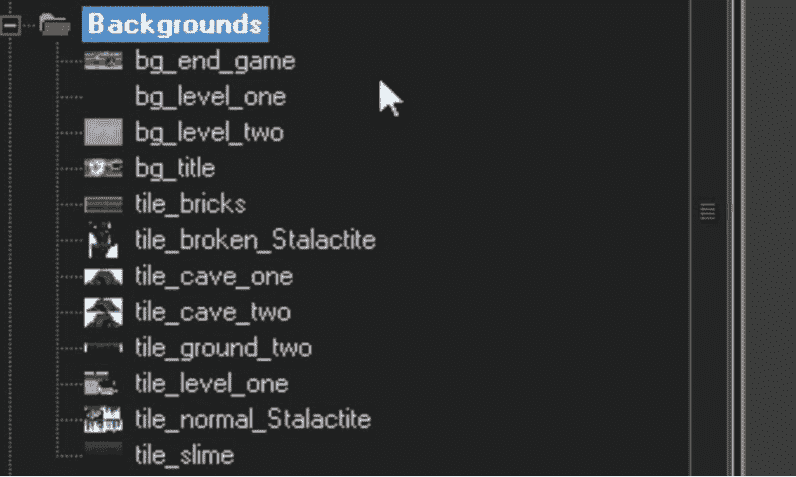 Backgrounds
bg_end_game
bg_level_one
bg_level_two
bg_title
tile_bricks
tile_broken_Stalactite
tile_cave_one
tile_cave_two
tile_ground_two
tile_level_one
tile_normal_Stalactite
tile_slime